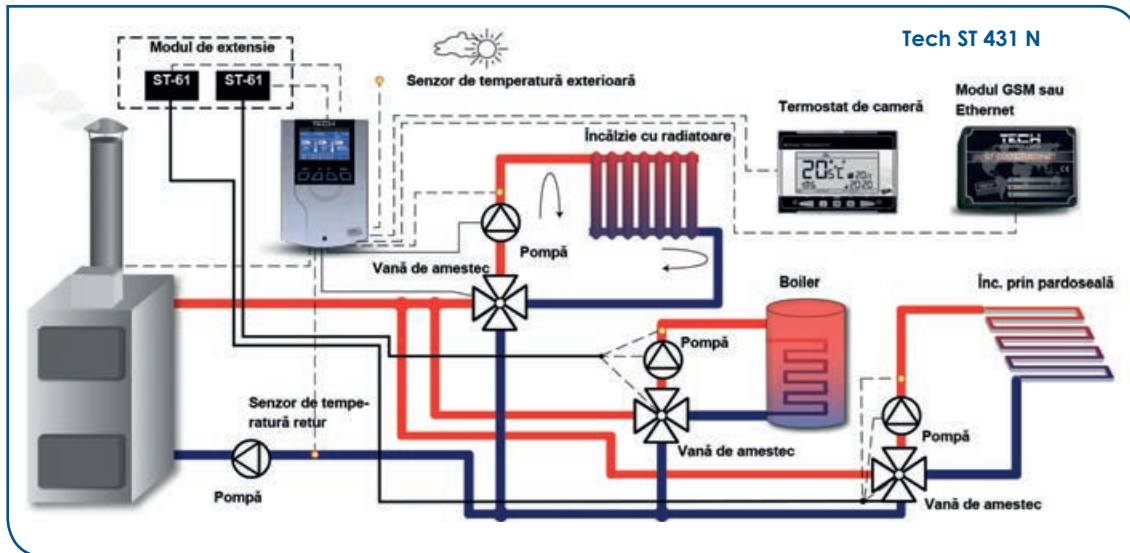 Tech ST 431 N
Modul de extensie
ST-61
ST-61
Senzor de temperatură exterioară
Termostat de cameră
Modul GSM sau
Ethernet
TECH
TECH
Încălzie cu radiatoare
Pompă
Vană de amestec
Boiler
Înc. prin pardoseală
Pompă
Senzor de tempe-
ratură retur
Pompă
Vană de amestec
Pompă
Vană de amestec